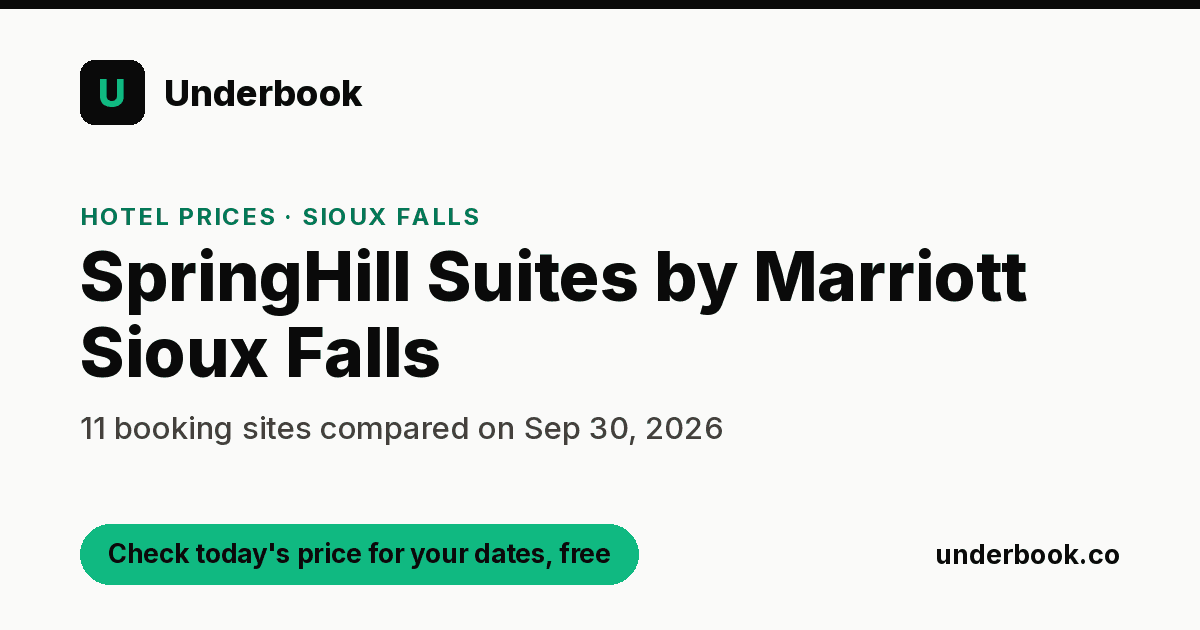 U
Underbook
HOTEL PRICES · SIOUX FALLS
SpringHill Suites by Marriott
Sioux Falls
11 booking sites compared on Sep 30, 2026
Check today's price for your dates, free
underbook.co